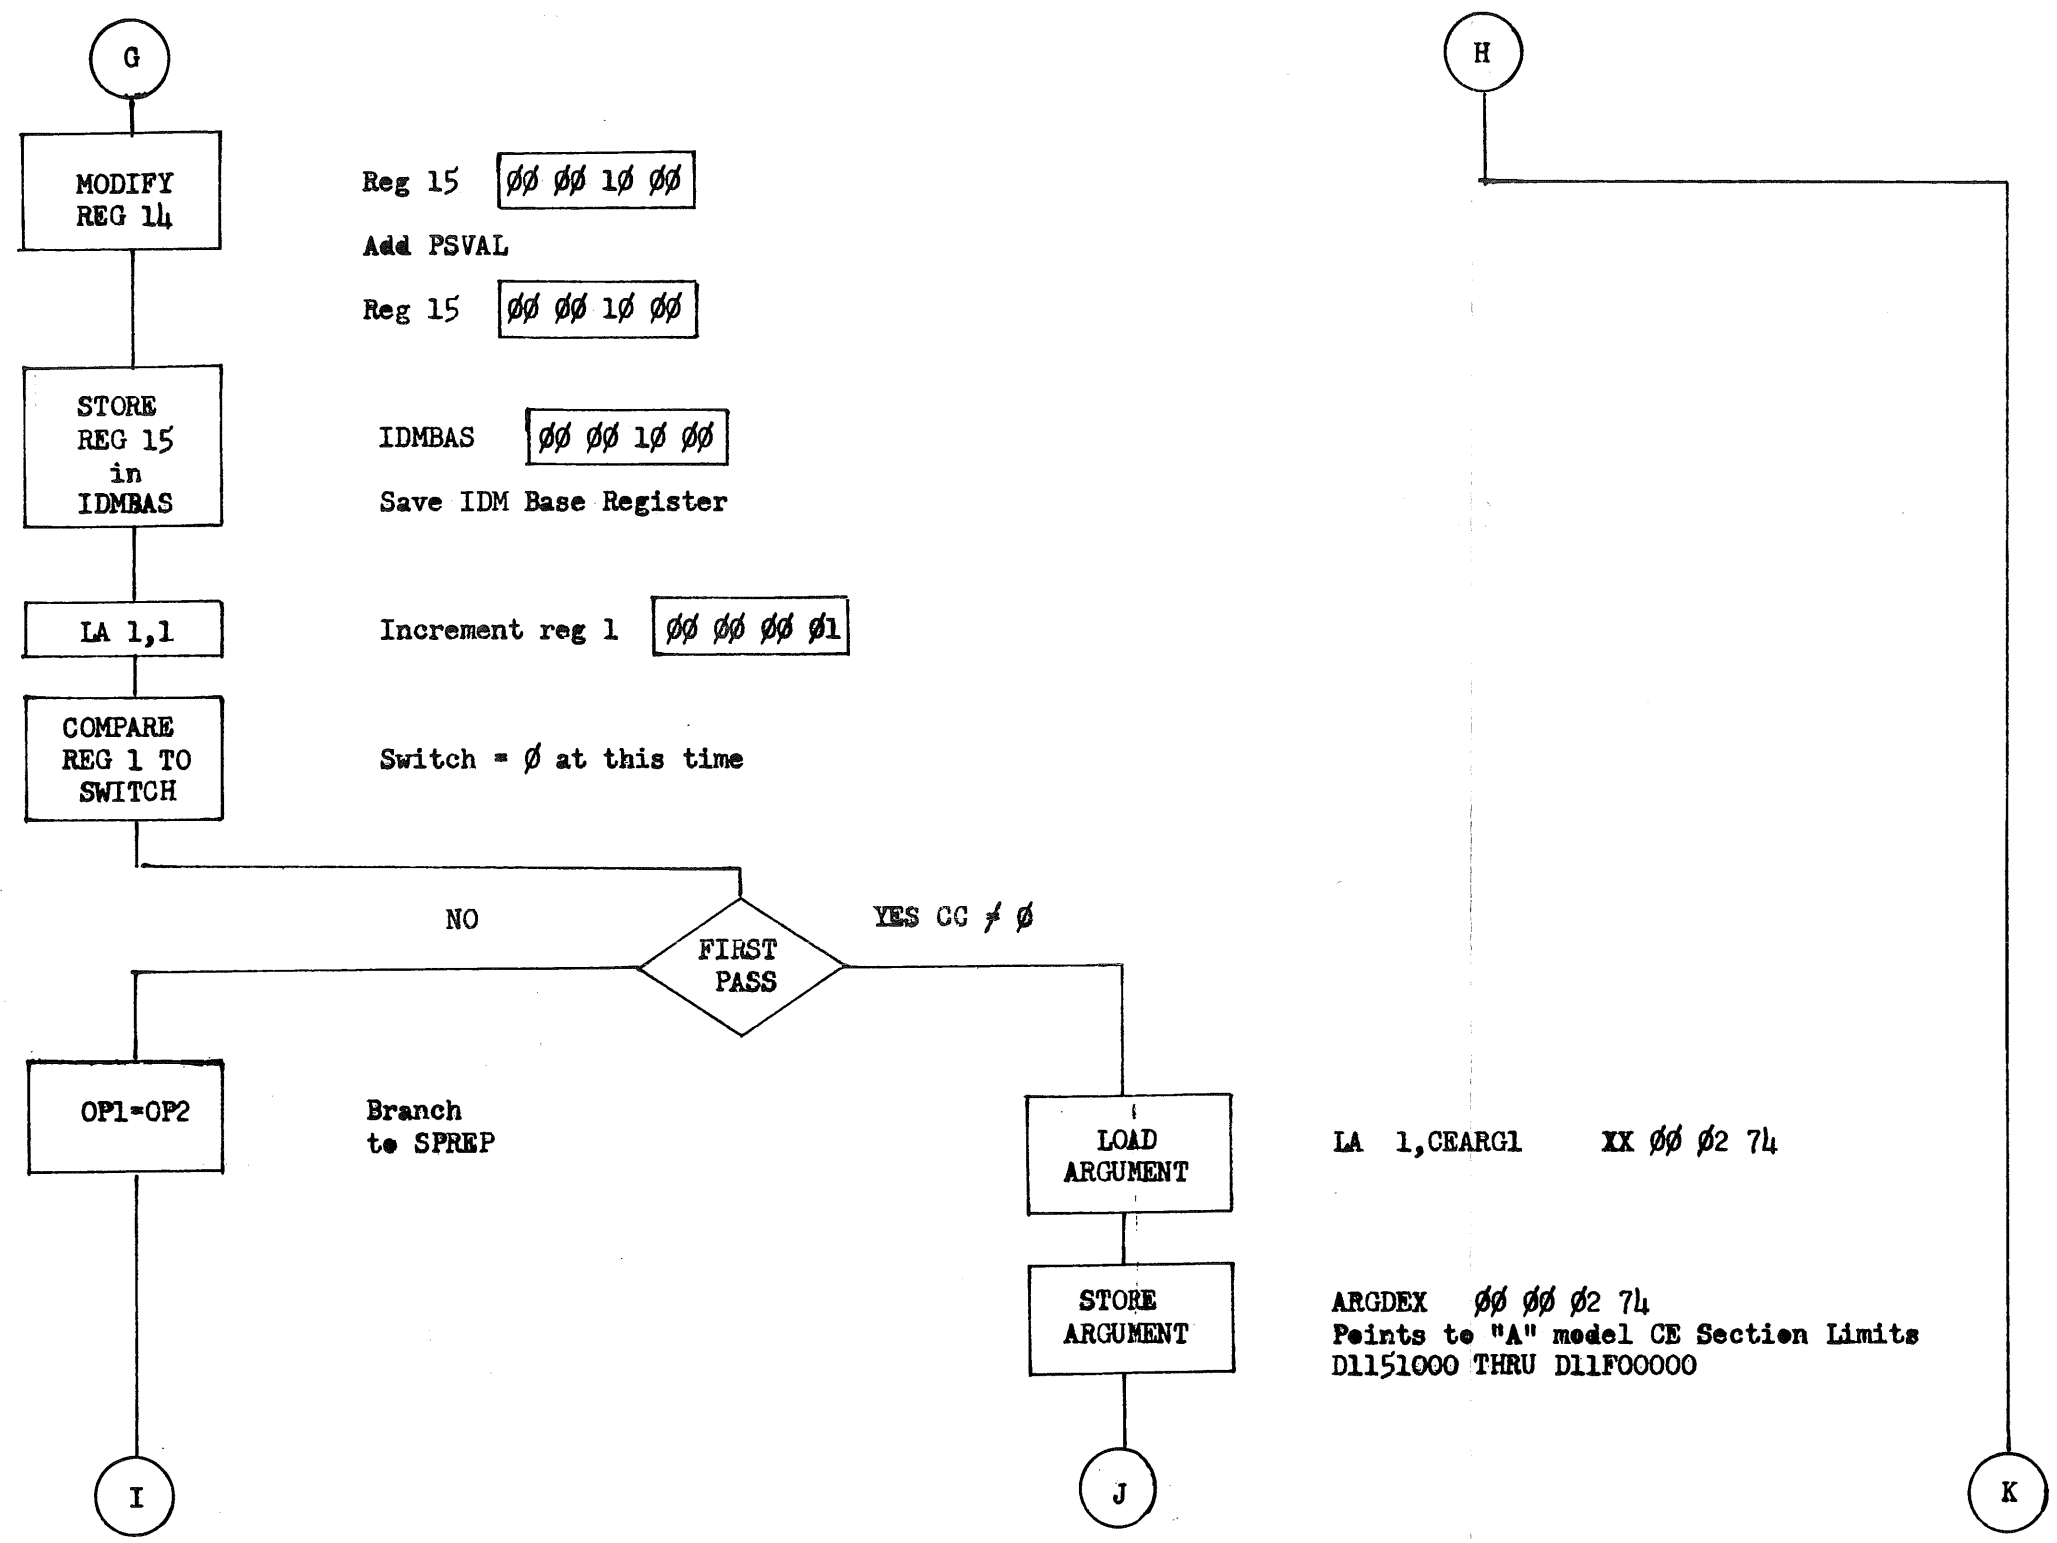 G
H
MODIFY
REG 14
Reg 15 ØØ ØØ 1Ø ØØ
Add PSVAL
Reg 15 ØØ ØØ 1Ø ØØ
STORE
REG 15
in
IDMBAS
IDMBAS ØØ ØØ 1Ø ØØ
Save IDM Base Register
LA 1,1
Increment reg 1 ØØ ØØ ØØ Ø1
COMPARE
REG 1 TO
SWITCH
Switch = Ø at this time
NO
YES CC ≠ Ø
FIRST
PASS
OP1=OP2
Branch
to SPREP
LOAD
ARGUMENT
LA 1,CEARG1 XX ØØ Ø2 74
STORE
ARGUMENT
ARGDEX ØØ ØØ Ø2 74
Points to "A" model CE Section Limits
D1151000 THRU D11F00000
I
J
K